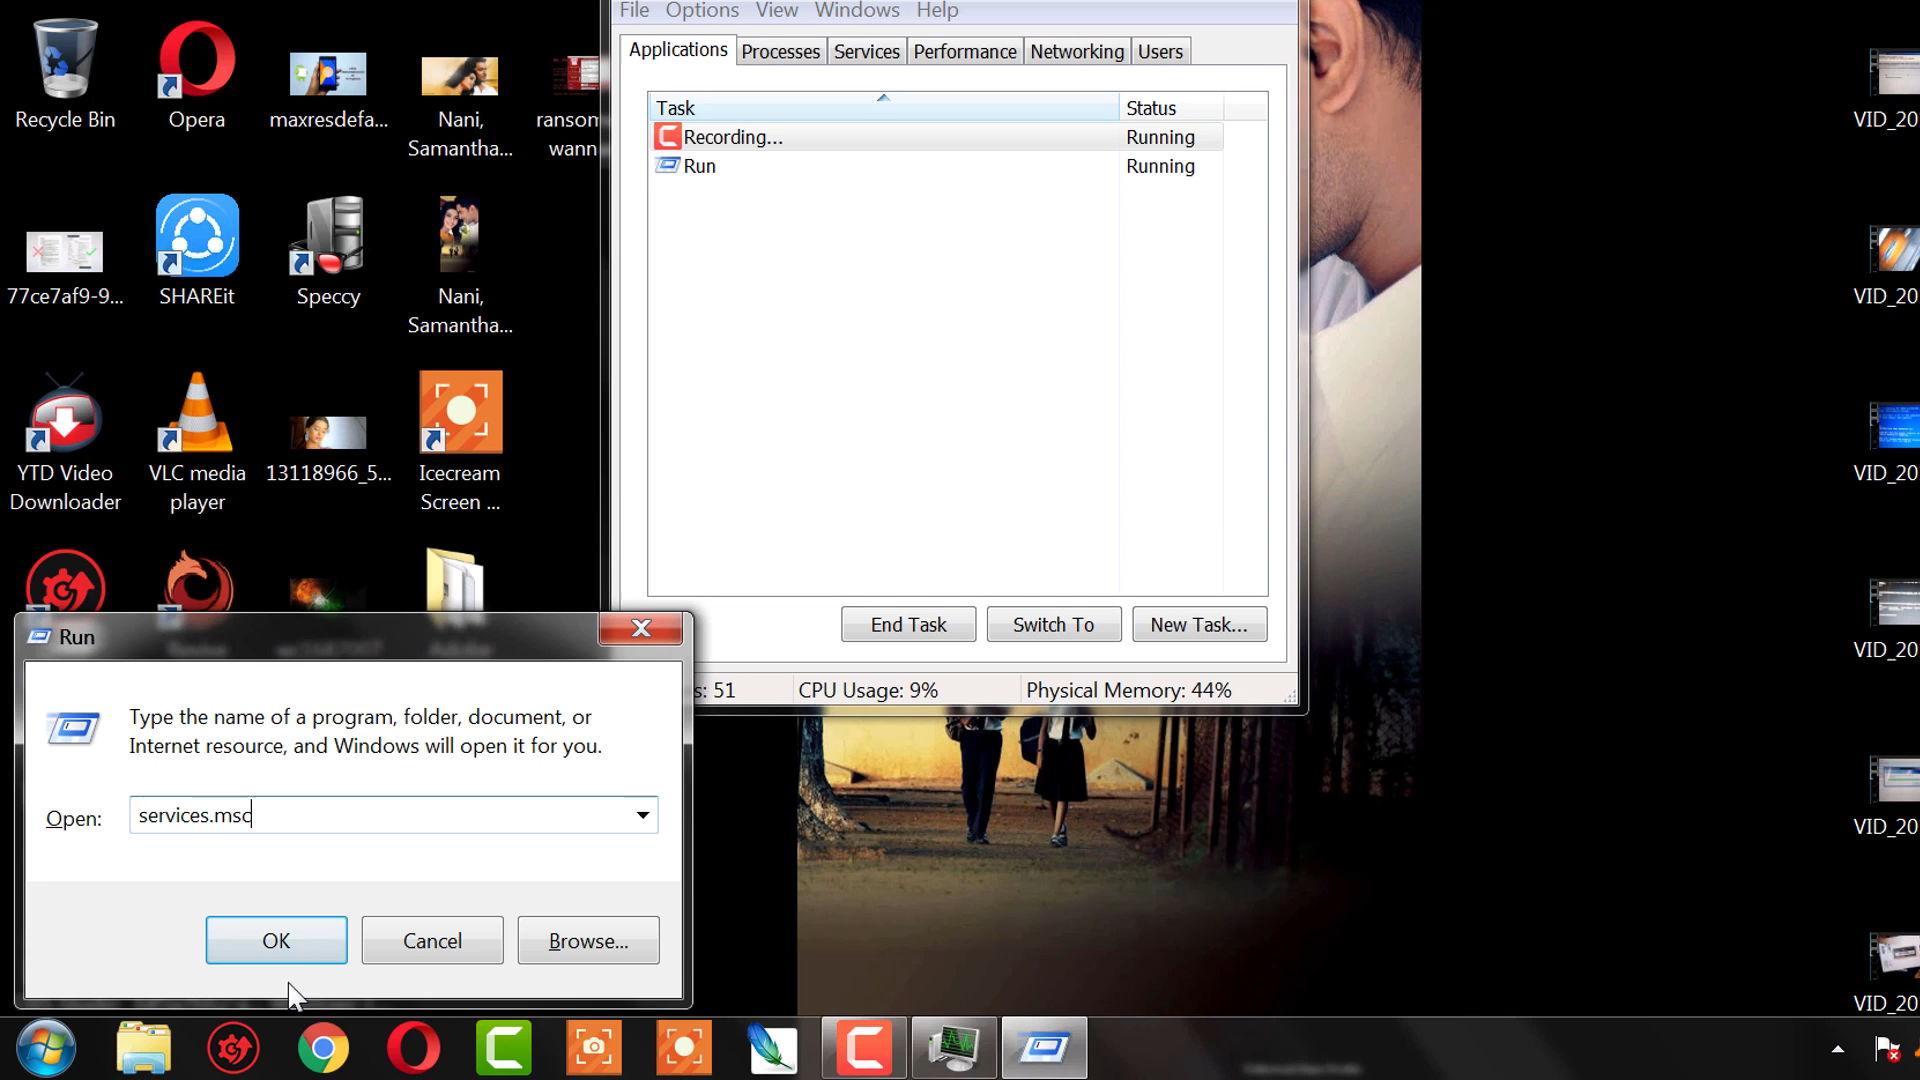 File Options View Windows Help
Applications Processes Services Performance Networking Users
Task Status
Recording... Running
Run Running
End Task Switch To New Task...
s: 51 CPU Usage: 9% Physical Memory: 44%
Recycle Bin
Opera
maxresdefa...
Nani,
Samantha...
ransom
wann
77ce7af9-9...
SHAREit
Speccy
Nani,
Samantha...
YTD Video
Downloader
VLC media
player
13118966_5...
Icecream
Screen ...
VID_20
VID_20
VID_20
VID_20
VID_20
VID_20
Run
Type the name of a program, folder, document, or
Internet resource, and Windows will open it for you.
Open: services.msc
OK Cancel Browse...